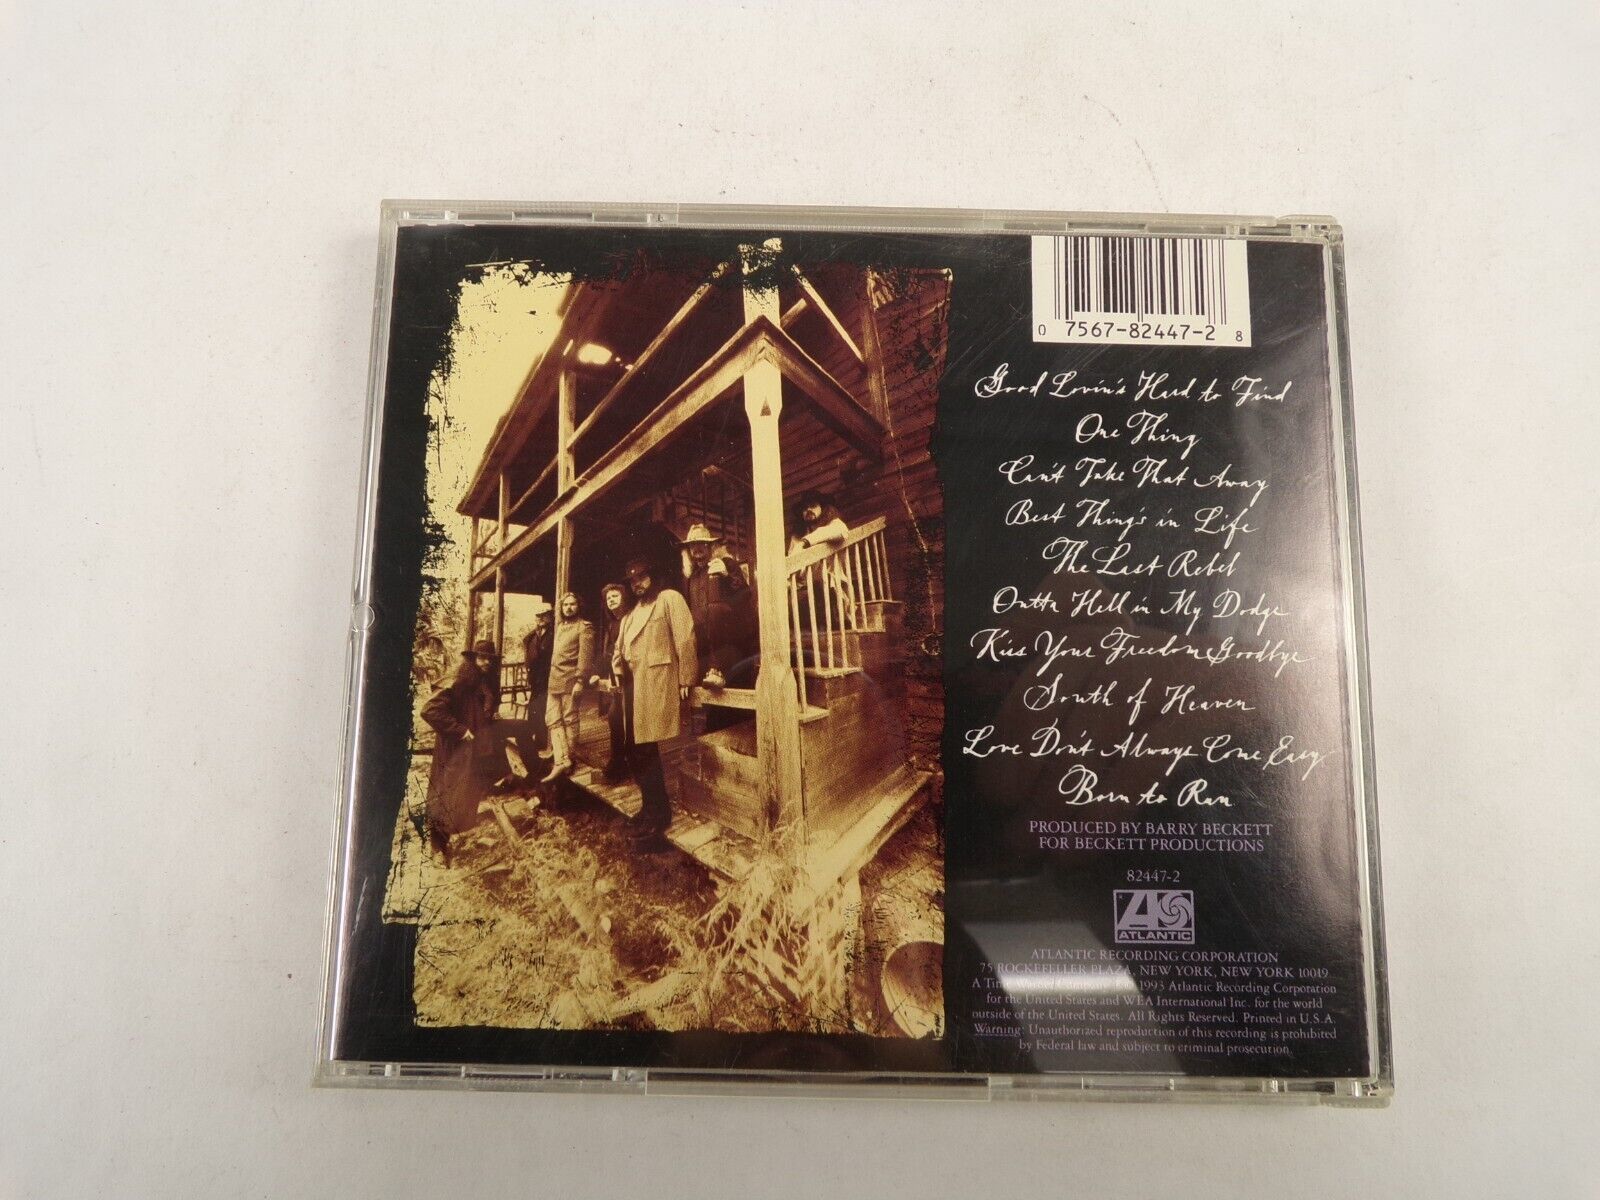 0 7567-82447-2 8
Good Lovin's Hard to Find
One Thing
Can't Take That Away
Best Things in Life
The Last Rebel
Outta Hell in My Dodge
Kiss Your Freedom Goodbye
South of Heaven
Love Don't Always Come Easy
Born to Run
PRODUCED BY BARRY BECKETT
FOR BECKETT PRODUCTIONS
82447-2
ATLANTIC
ATLANTIC RECORDING CORPORATION
75 ROCKEFELLER PLAZA, NEW YORK, NEW YORK 10019
A Time Warner Company 1993 Atlantic Recording Corporation
for the United States and WEA International Inc. for the world
outside of the United States. All Rights Reserved. Printed in U.S.A.
Warning: Unauthorized reproduction of this recording is prohibited
by Federal law and subject to criminal prosecution.